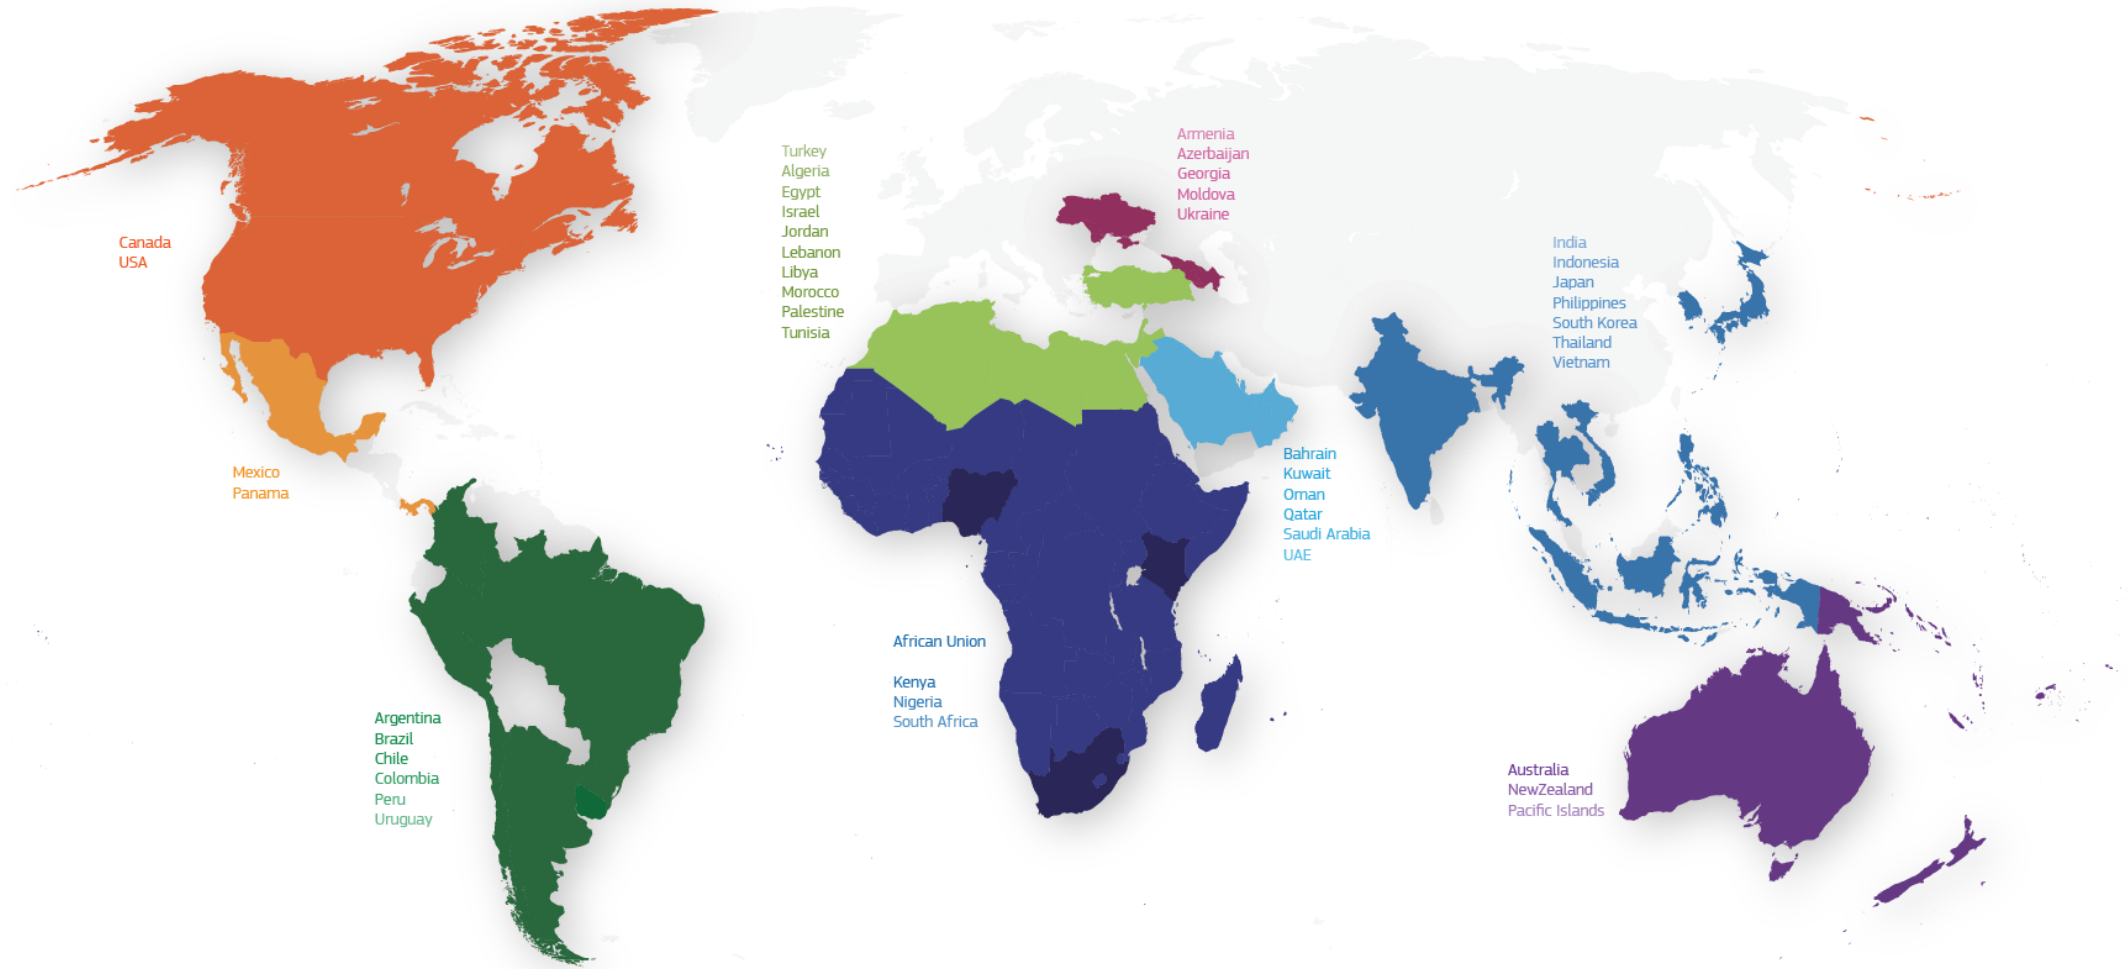 Canada
USA
Mexico
Panama
Argentina
Brazil
Chile
Colombia
Peru
Uruguay
Turkey
Algeria
Egypt
Israel
Jordan
Lebanon
Libya
Morocco
Palestine
Tunisia
African Union
Kenya
Nigeria
South Africa
Armenia
Azerbaijan
Georgia
Moldova
Ukraine
Bahrain
Kuwait
Oman
Qatar
Saudi Arabia
UAE
India
Indonesia
Japan
Philippines
South Korea
Thailand
Vietnam
Australia
NewZealand
Pacific Islands